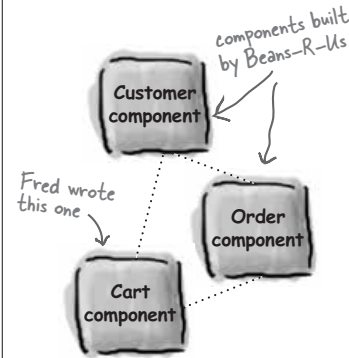 components built
by Beans-R-Us
Customer
component
Fred wrote
this one
Order
component
Cart
component